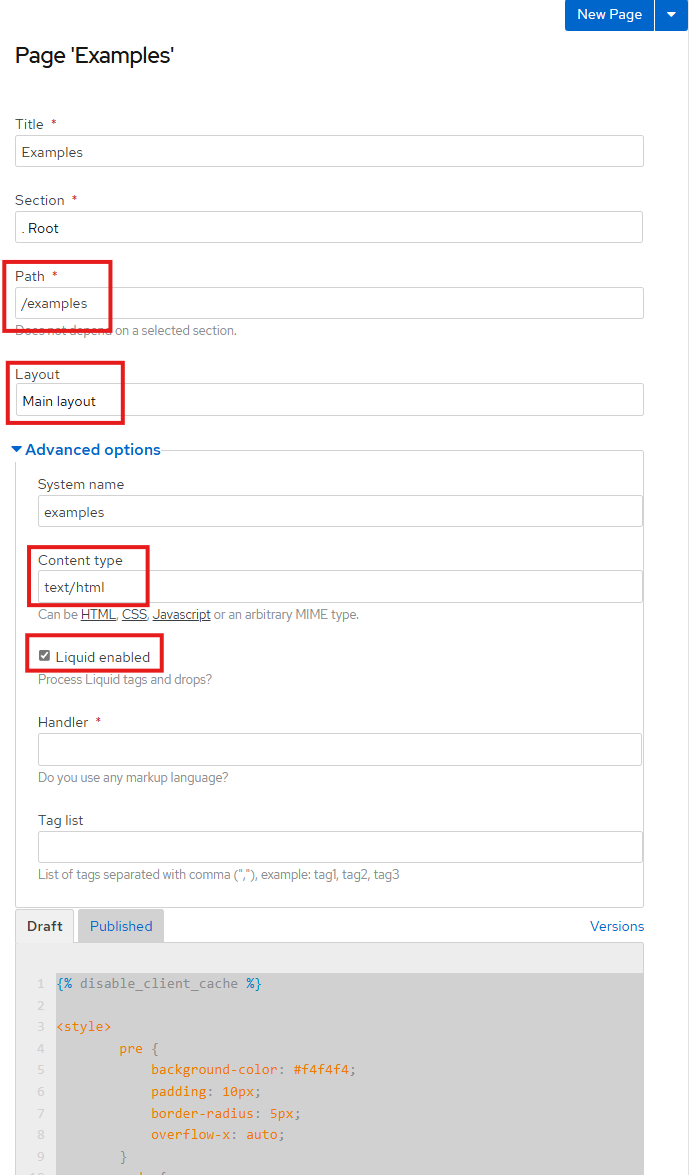 New Page
Page 'Examples'
Title *
Examples
Section *
. Root
Path *
/examples
Does not depend on a selected section.
Layout
Main layout
Advanced options
System name
examples
Content type
text/html
Can be HTML, CSS, Javascript or an arbitrary MIME type.
Liquid enabled
Process Liquid tags and drops?
Handler *
Do you use any markup language?
Tag list
List of tags separated with comma (","), example: tag1, tag2, tag3
Draft Published Versions
1 {% disable_client_cache %}
2
3 <style>
4 pre {
5 background-color: #f4f4f4;
6 padding: 10px;
7 border-radius: 5px;
8 overflow-x: auto;
9 }